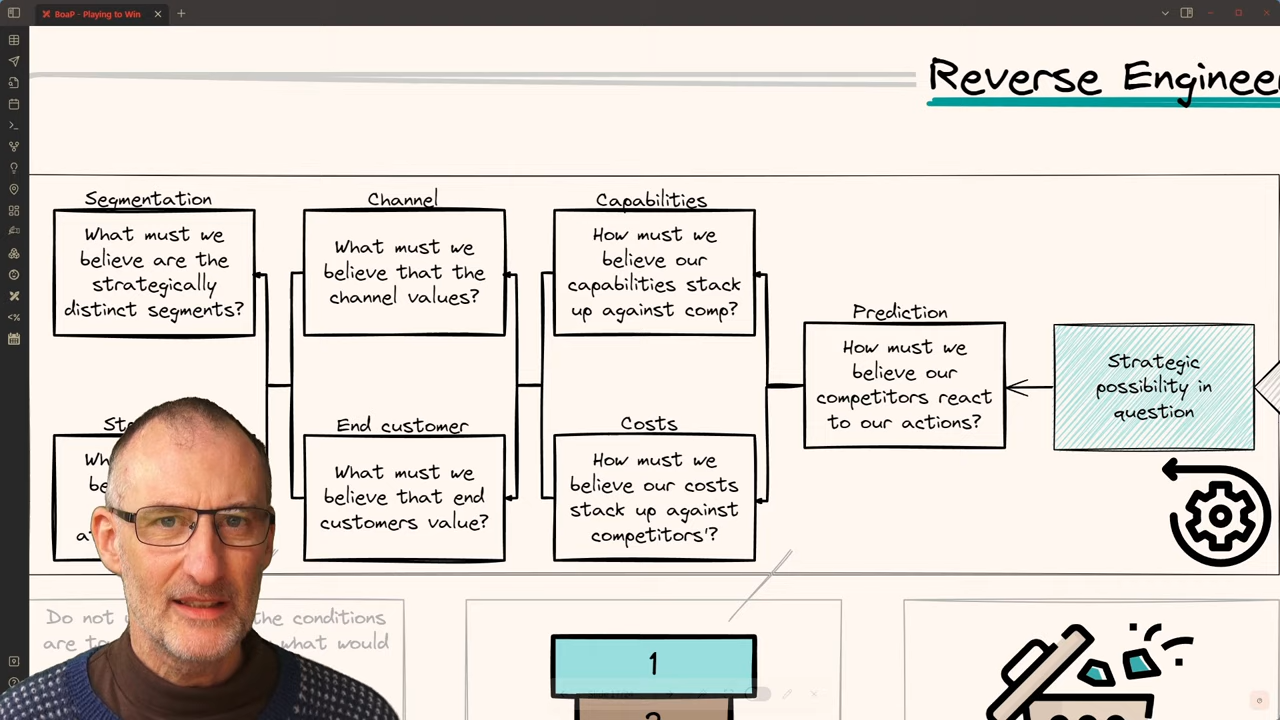 BoaP - Playing to Win
Reverse
Segmentation
What must we
believe are the
strategically
distinct segments?
Channel
What must we
believe that the
channel values?
Capabilities
How must we
believe our
capabilities stack
up against comp?
Prediction
How must we
believe our
competitors react
to our actions?
Strategic
possibility in
question
End customer
What must we
believe that end
customers value?
Costs
How must we
believe our costs
stack up against
competitors'?
Do not
the conditions
are
what would
1